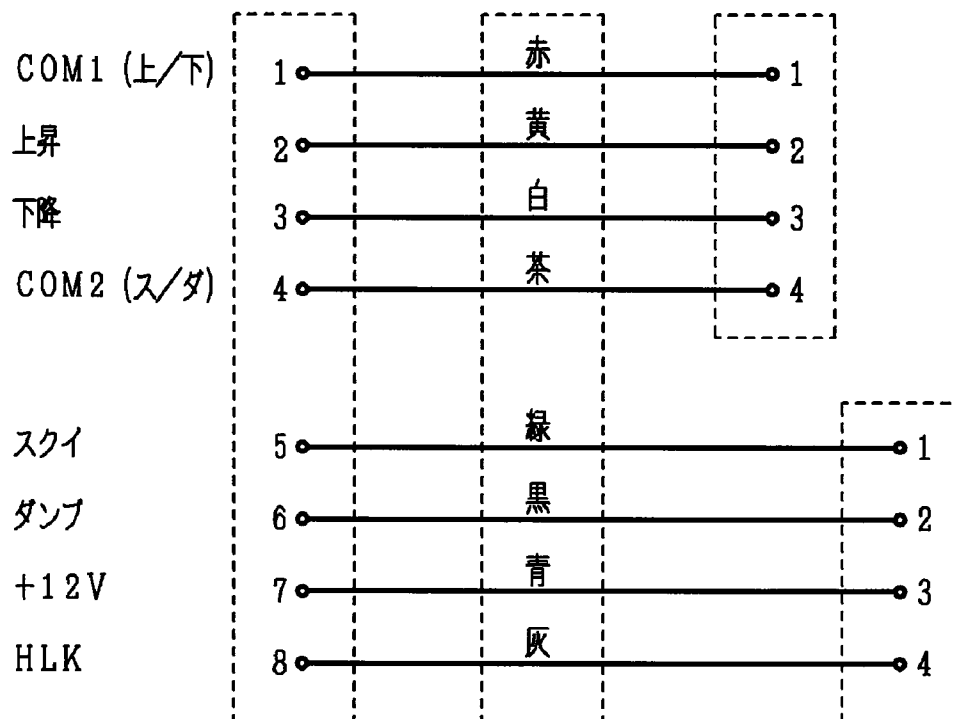 赤
COM1 (上/下) 1 1
黄
上昇 2 2
白
下降 3 3
茶
COM2 (ス/ダ) 4 4
緑
スクイ 5 1
黒
ダンプ 6 2
青
+12V 7 3
灰
HLK 8 4